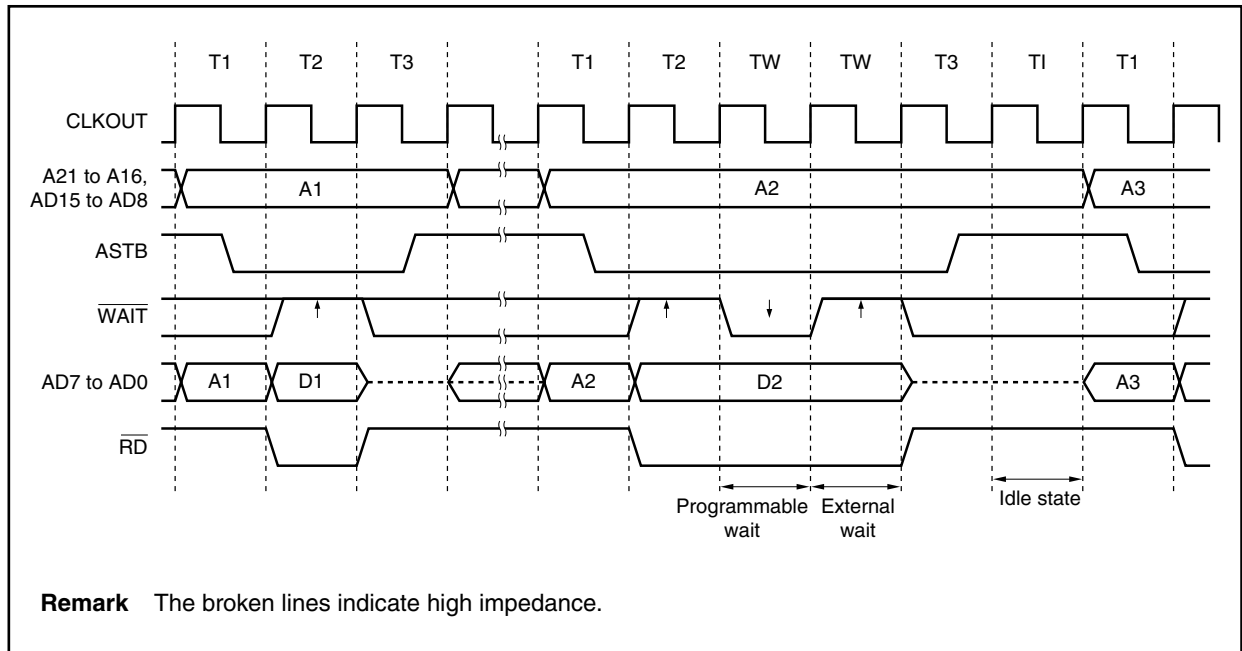 T1 T2 T3 T1 T2 TW TW T3 TI T1
CLKOUT
A21 to A16,
AD15 to AD8
A1 A2 A3
ASTB
WAIT
AD7 to AD0
A1 D1 A2 D2 A3
RD
Programmable
wait
External
wait
Idle state
Remark The broken lines indicate high impedance.